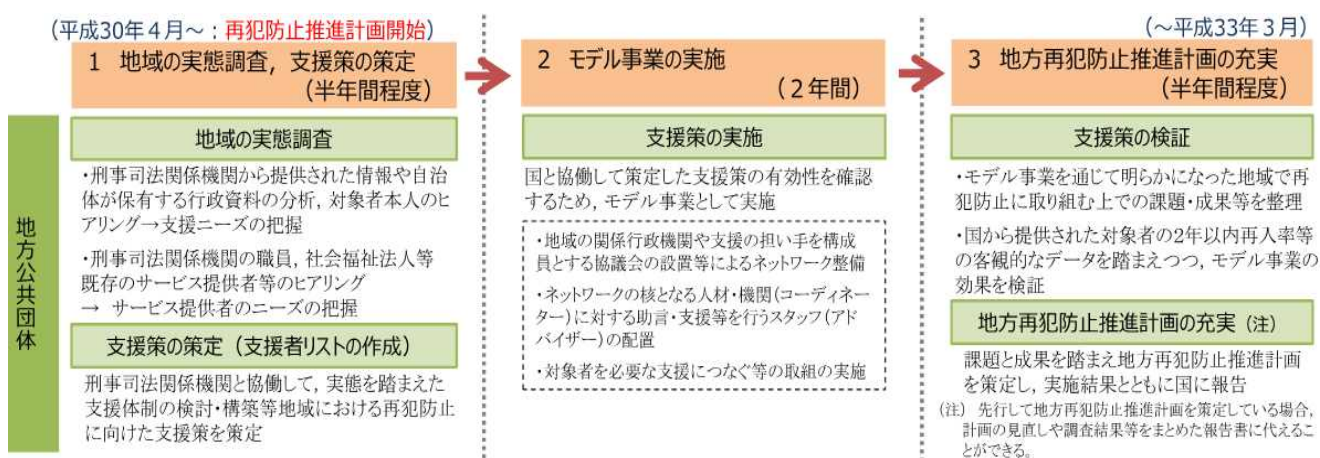 (平成30年４月～：再犯防止推進計画開始)
１　地域の実態調査，支援策の策定
（半年間程度）
地方公共団体
地域の実態調査
・刑事司法関係機関から提供された情報や自治
体が保有する行政資料の分析，対象者本人のヒ
アリング→支援ニーズの把握
・刑事司法関係機関の職員，社会福祉法人等
既存のサービス提供者等のヒアリング
→ サービス提供者のニーズの把握
支援策の策定（支援者リストの作成）
刑事司法関係機関と協働して，実態を踏まえた
支援体制の検討・構築等地域における再犯防止
に向けた支援策を策定
２　モデル事業の実施
（２年間）
支援策の実施
国と協働して策定した支援策の有効性を確認
するため，モデル事業として実施
・地域の関係行政機関や支援の担い手を構成
員とする協議会の設置等によるネットワーク整備
・ネットワークの核となる人材・機関（コーディネー
ター）に対する助言・支援等を行うスタッフ（アド
バイザー）の配置
・対象者を必要な支援につなぐ等の取組の実施
(～平成33年３月)
３　地方再犯防止推進計画の充実
（半年間程度）
支援策の検証
・モデル事業を通じて明らかになった地域で再
犯防止に取り組む上での課題・成果等を整理
・国から提供された対象者の2年以内再入率等
の客観的なデータを踏まえつつ，モデル事業の
効果を検証
地方再犯防止推進計画の充実（注）
課題と成果を踏まえ地方再犯防止推進計画
を策定し，実施結果とともに国に報告
(注)　先行して地方再犯防止推進計画を策定している場合，
計画の見直しや調査結果等をまとめた報告書に代えるこ
とができる。